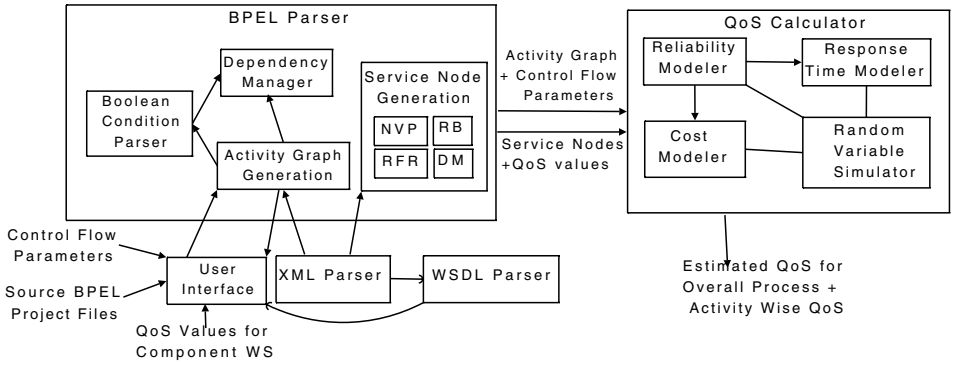 BPEL Parser
Dependency
Manager
Boolean
Condition
Parser
Activity Graph
Generation
Service Node
Generation
NVP
RB
RFR
DM
Activity Graph
+ Control Flow
Parameters
Service Nodes
+QoS values
QoS Calculator
Reliability
Modeler
Response
Time Modeler
Cost
Modeler
Random
Variable
Simulator
Control Flow
Parameters
Source BPEL
Project Files
User
Interface
XML Parser
WSDL Parser
QoS Values for
Component WS
Estimated QoS for
Overall Process +
Activity Wise QoS